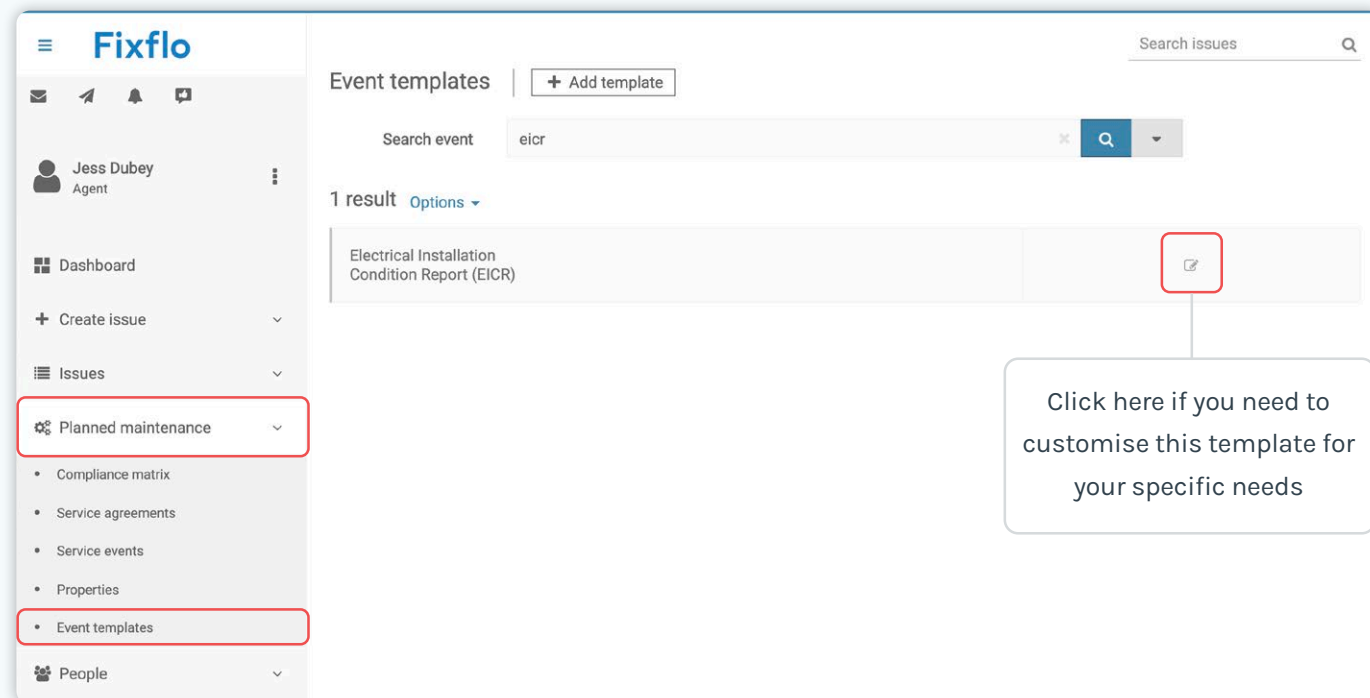 Fixflo
Search issues
Event templates
+ Add template
Search event
eicr
Jess Dubey
Agent
1 result Options
Electrical Installation
Condition Report (EICR)
Dashboard
Create issue
Issues
Planned maintenance
• Compliance matrix
• Service agreements
• Service events
• Properties
• Event templates
People
Click here if you need to
customise this template for
your specific needs